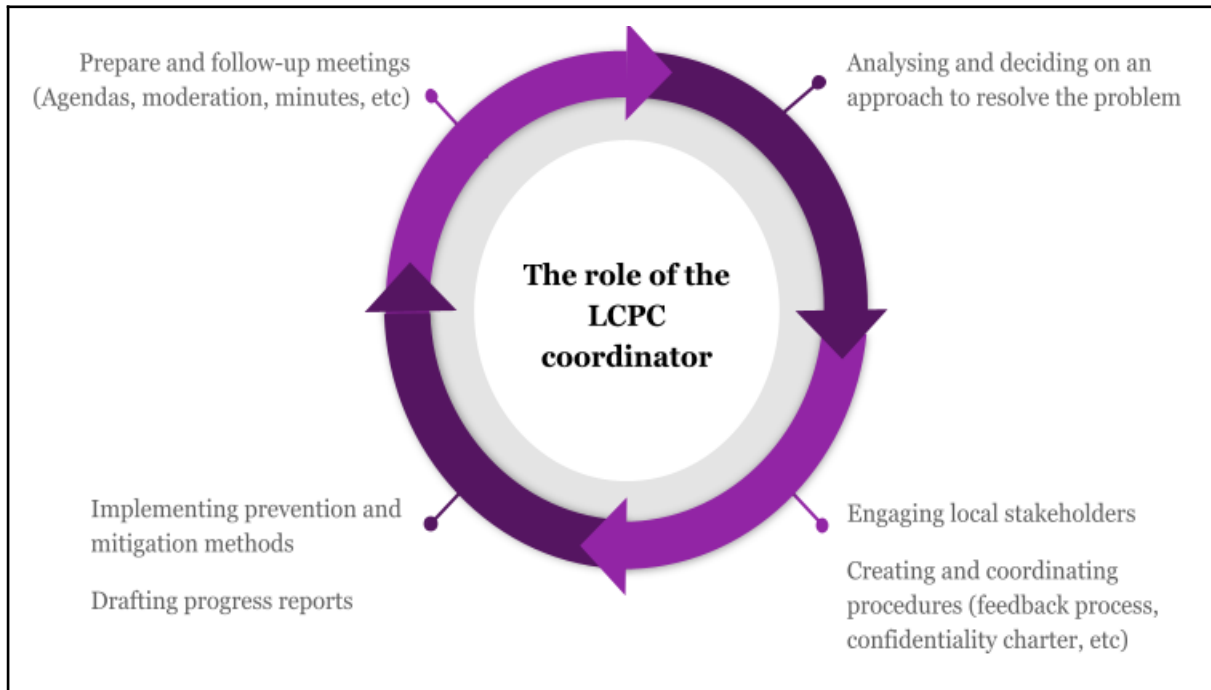 Prepare and follow-up meetings
(Agendas, moderation, minutes, etc)
Analysing and deciding on an
approach to resolve the problem
The role of the
LCPC
coordinator
Implementing prevention and
mitigation methods
Drafting progress reports
Engaging local stakeholders
Creating and coordinating
procedures (feedback process,
confidentiality charter, etc)